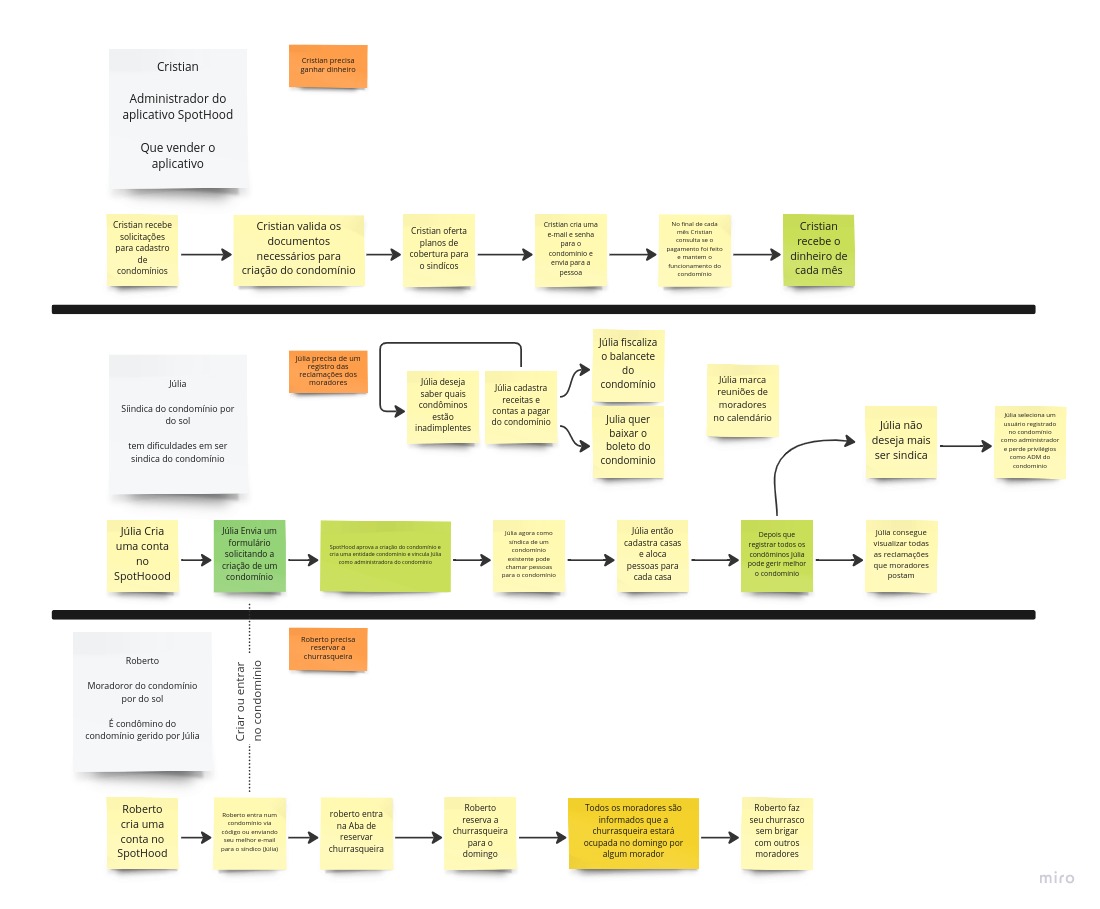 Cristian
Administrador do
aplicativo SpotHood
Que vender o
aplicativo
Cristian precisa
ganhar dinheiro
Cristian recebe
solicitações
para cadastro
de
condomínios
Cristian valida os
documentos
necessários para
criação do condomínio
Cristian oferta
planos de
cobertura para
o sindícos
Cristian cria uma
e-mail e senha
para o
condominio e
envia para a
pessoa
No final de cada
mês Cristian
consulta se o
pagamento foi feito
e mantem o
funcionamento do
condomínio
Cristian
recebe o
dinheiro de
cada mês
Júlia
Síindica do condomínio por
do sol
tem dificuldades em ser
sindica do condomínio
Júlia precisa de um
registro das
reclamações dos
moradores
Júlia deseja
saber quais
condôminos
estão
inadimplentes
Júlia cadastra
receitas e
contas a pagar
do condomínio
Júlia fiscaliza
o balancete
do
condomínio
Julia quer
baixar o
boleto do
condominio
Júlia marca
reuniões de
moradores
no calendário
Júlia não
deseja mais
ser sindica
Júlia seleciona um
usuário registrado
no condomínio
como administrador
e perde privilégios
como ADM do
condomínio
Júlia Cria
uma conta
no
SpotHoood
Júlia Envia um
formulário
solicitando a
criação de um
condomínio
SpotHood aprova a criação do condomínio e
cria uma entidade condomínio e vincula Júlia
como administradora do condomínio
Júlia agora como
síndica de um
condomínio
existente pode
chamar pessoas
para o condomínio
Júlia então
cadastra casas
e aloca
pessoas para
cada casa
Depois que
registrar todos os
condôminos Júlia
pode gerir melhor
o condominio
Júlia consegue
visualizar todas
as reclamações
que moradores
postam
Roberto
Moradoror do condomínio
por do sol
É condômino do
condomínio gerido por Júlia
Criar ou entrar
no condomínio
Roberto precisa
reservar a
churrasqueira
Roberto
cria uma
conta no
SpotHood
Roberto entra num
condomínio via
código ou enviando
seu melhor e-mail
para o síndico (Júlia)
roberto entra
na Aba de
reservar
churrasqueira
Roberto
reserva a
churrasqueira
para o
domingo
Todos os moradores são
informados que a
churrasqueira estará
ocupada no domingo por
algum morador
Roberto faz
seu churrasco
sem brigar
com outros
moradores
miro